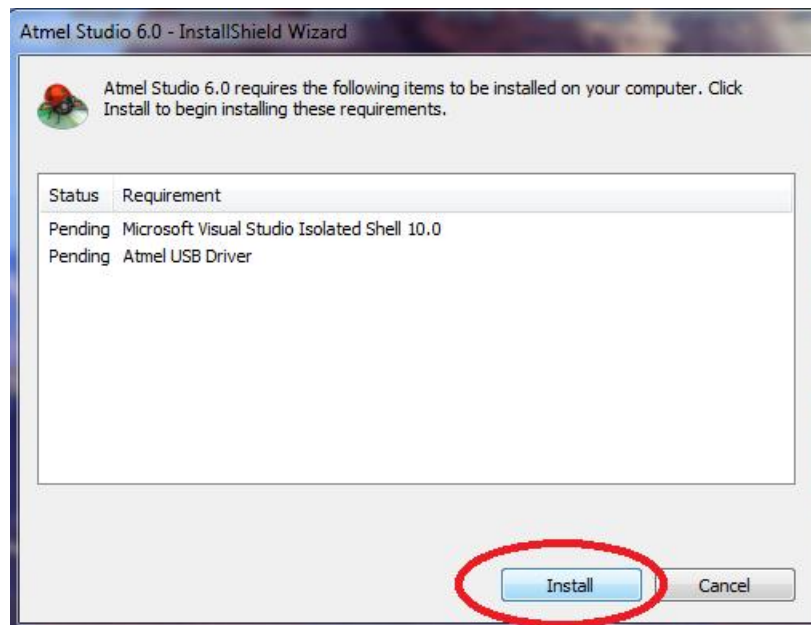 Atmel Studio 6.0 - InstallShield Wizard
Atmel Studio 6.0 requires the following items to be installed on your computer. Click
Install to begin installing these requirements.
Status Requirement
Pending Microsoft Visual Studio Isolated Shell 10.0
Pending Atmel USB Driver
Install Cancel